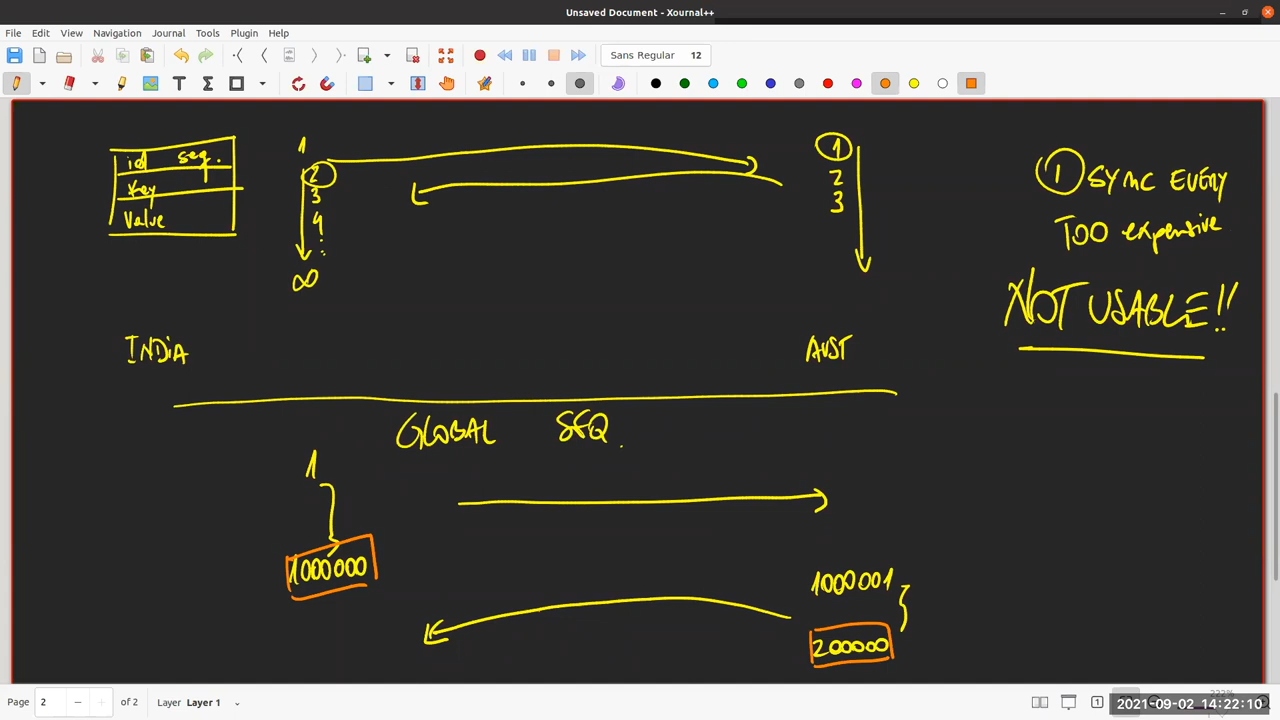 Unsaved Document - Xournal++
File Edit View Navigation Journal Tools Plugin Help
Sans Regular 12
id seq.
Key
Value
1
2
3
4
∞
1
2
3
1 SYNC EVERY
TOO expensive
NOT USABLE!!
INDIA
AUST
GLOBAL SEQ.
1
1000000
1000001
200000
Page 2 of 2 Layer Layer 1
2021-09-02 14:22:10